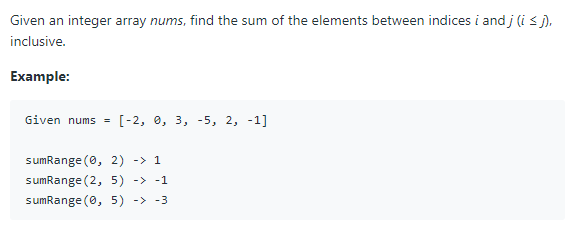 Given an integer array nums, find the sum of the elements between indices i and j (i ≤ j),
inclusive.
Example:
Given nums = [-2, 0, 3, -5, 2, -1]
sumRange(0, 2) -> 1
sumRange(2, 5) -> -1
sumRange(0, 5) -> -3